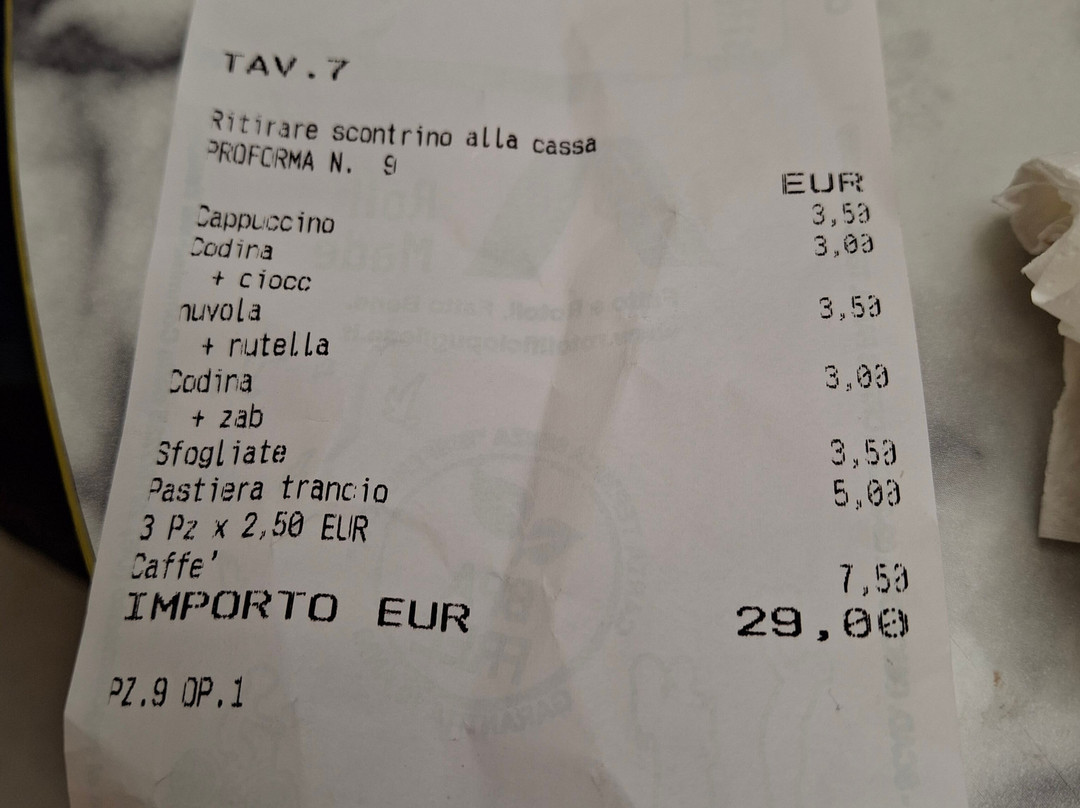 TAV.7
Ritirare scontrino alla cassa
PROFORMA N. 9
EUR
Cappuccino 3,50
Codina 3,00
+ ciocc
nuvola 3,50
+ nutella
Codina 3,00
+ zab
Sfogliate 3,50
Pastiera trancio 5,00
3 Pz x 2,50 EUR
Caffe' 7,50
IMPORTO EUR 29,00
PZ.9 OP.1